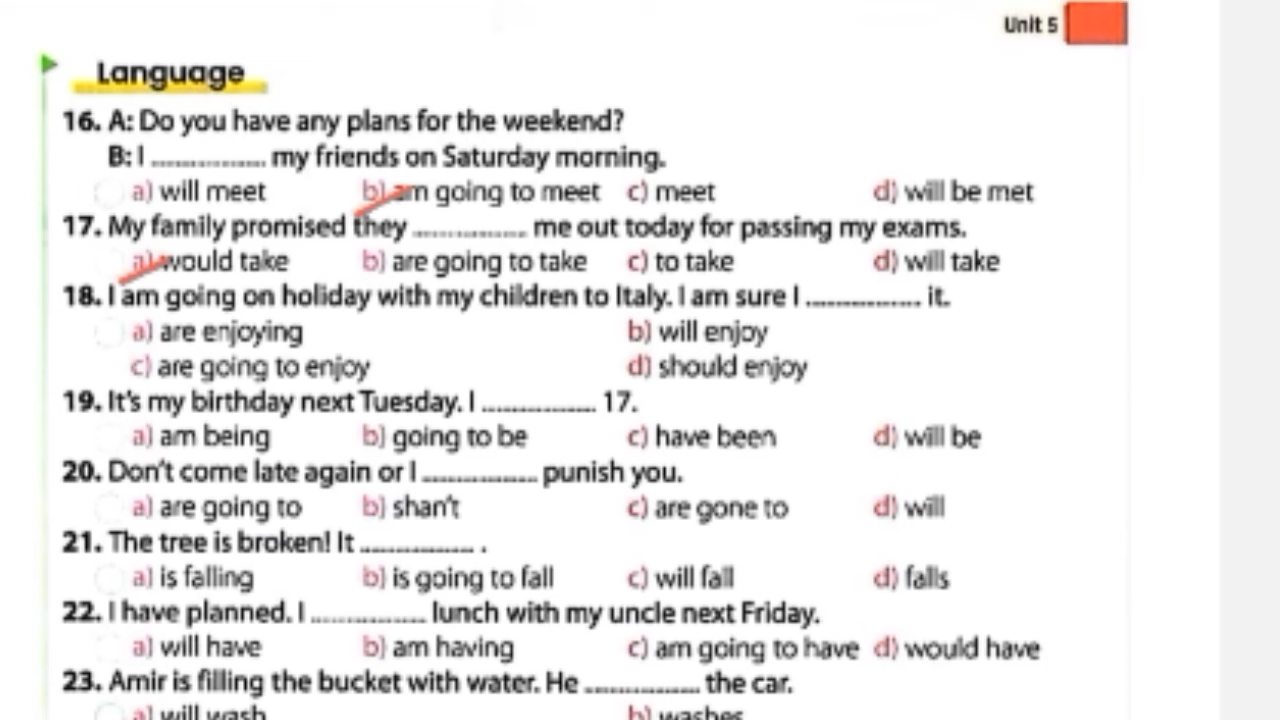 Unit 5
Language
16. A: Do you have any plans for the weekend?
B: I ................ my friends on Saturday morning.
a) will meet b) am going to meet c) meet d) will be met
17. My family promised they ................ me out today for passing my exams.
a) would take b) are going to take c) to take d) will take
18. I am going on holiday with my children to Italy. I am sure I ................ it.
a) are enjoying b) will enjoy
c) are going to enjoy d) should enjoy
19. It's my birthday next Tuesday. I ................ 17.
a) am being b) going to be c) have been d) will be
20. Don't come late again or I ................ punish you.
a) are going to b) shan't c) are gone to d) will
21. The tree is broken! It ................ .
a) is falling b) is going to fall c) will fall d) falls
22. I have planned. I ................ lunch with my uncle next Friday.
a) will have b) am having c) am going to have d) would have
23. Amir is filling the bucket with water. He ................ the car.
a) will wash b) washes